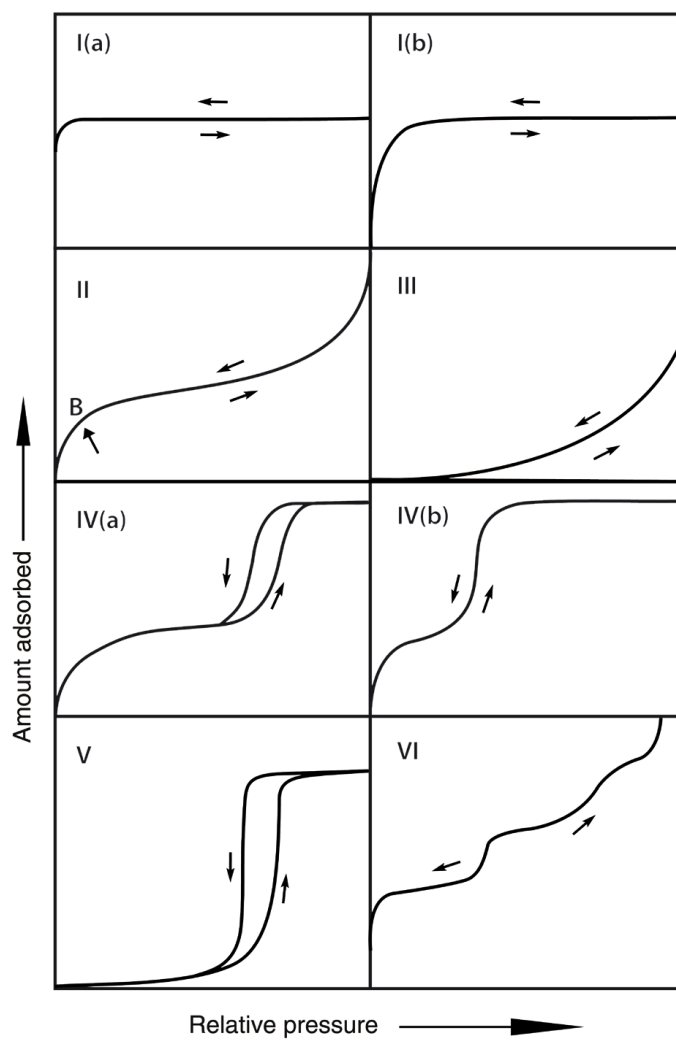 I(a)
I(b)
II
III
B
IV(a)
IV(b)
V
VI
Amount adsorbed
Relative pressure